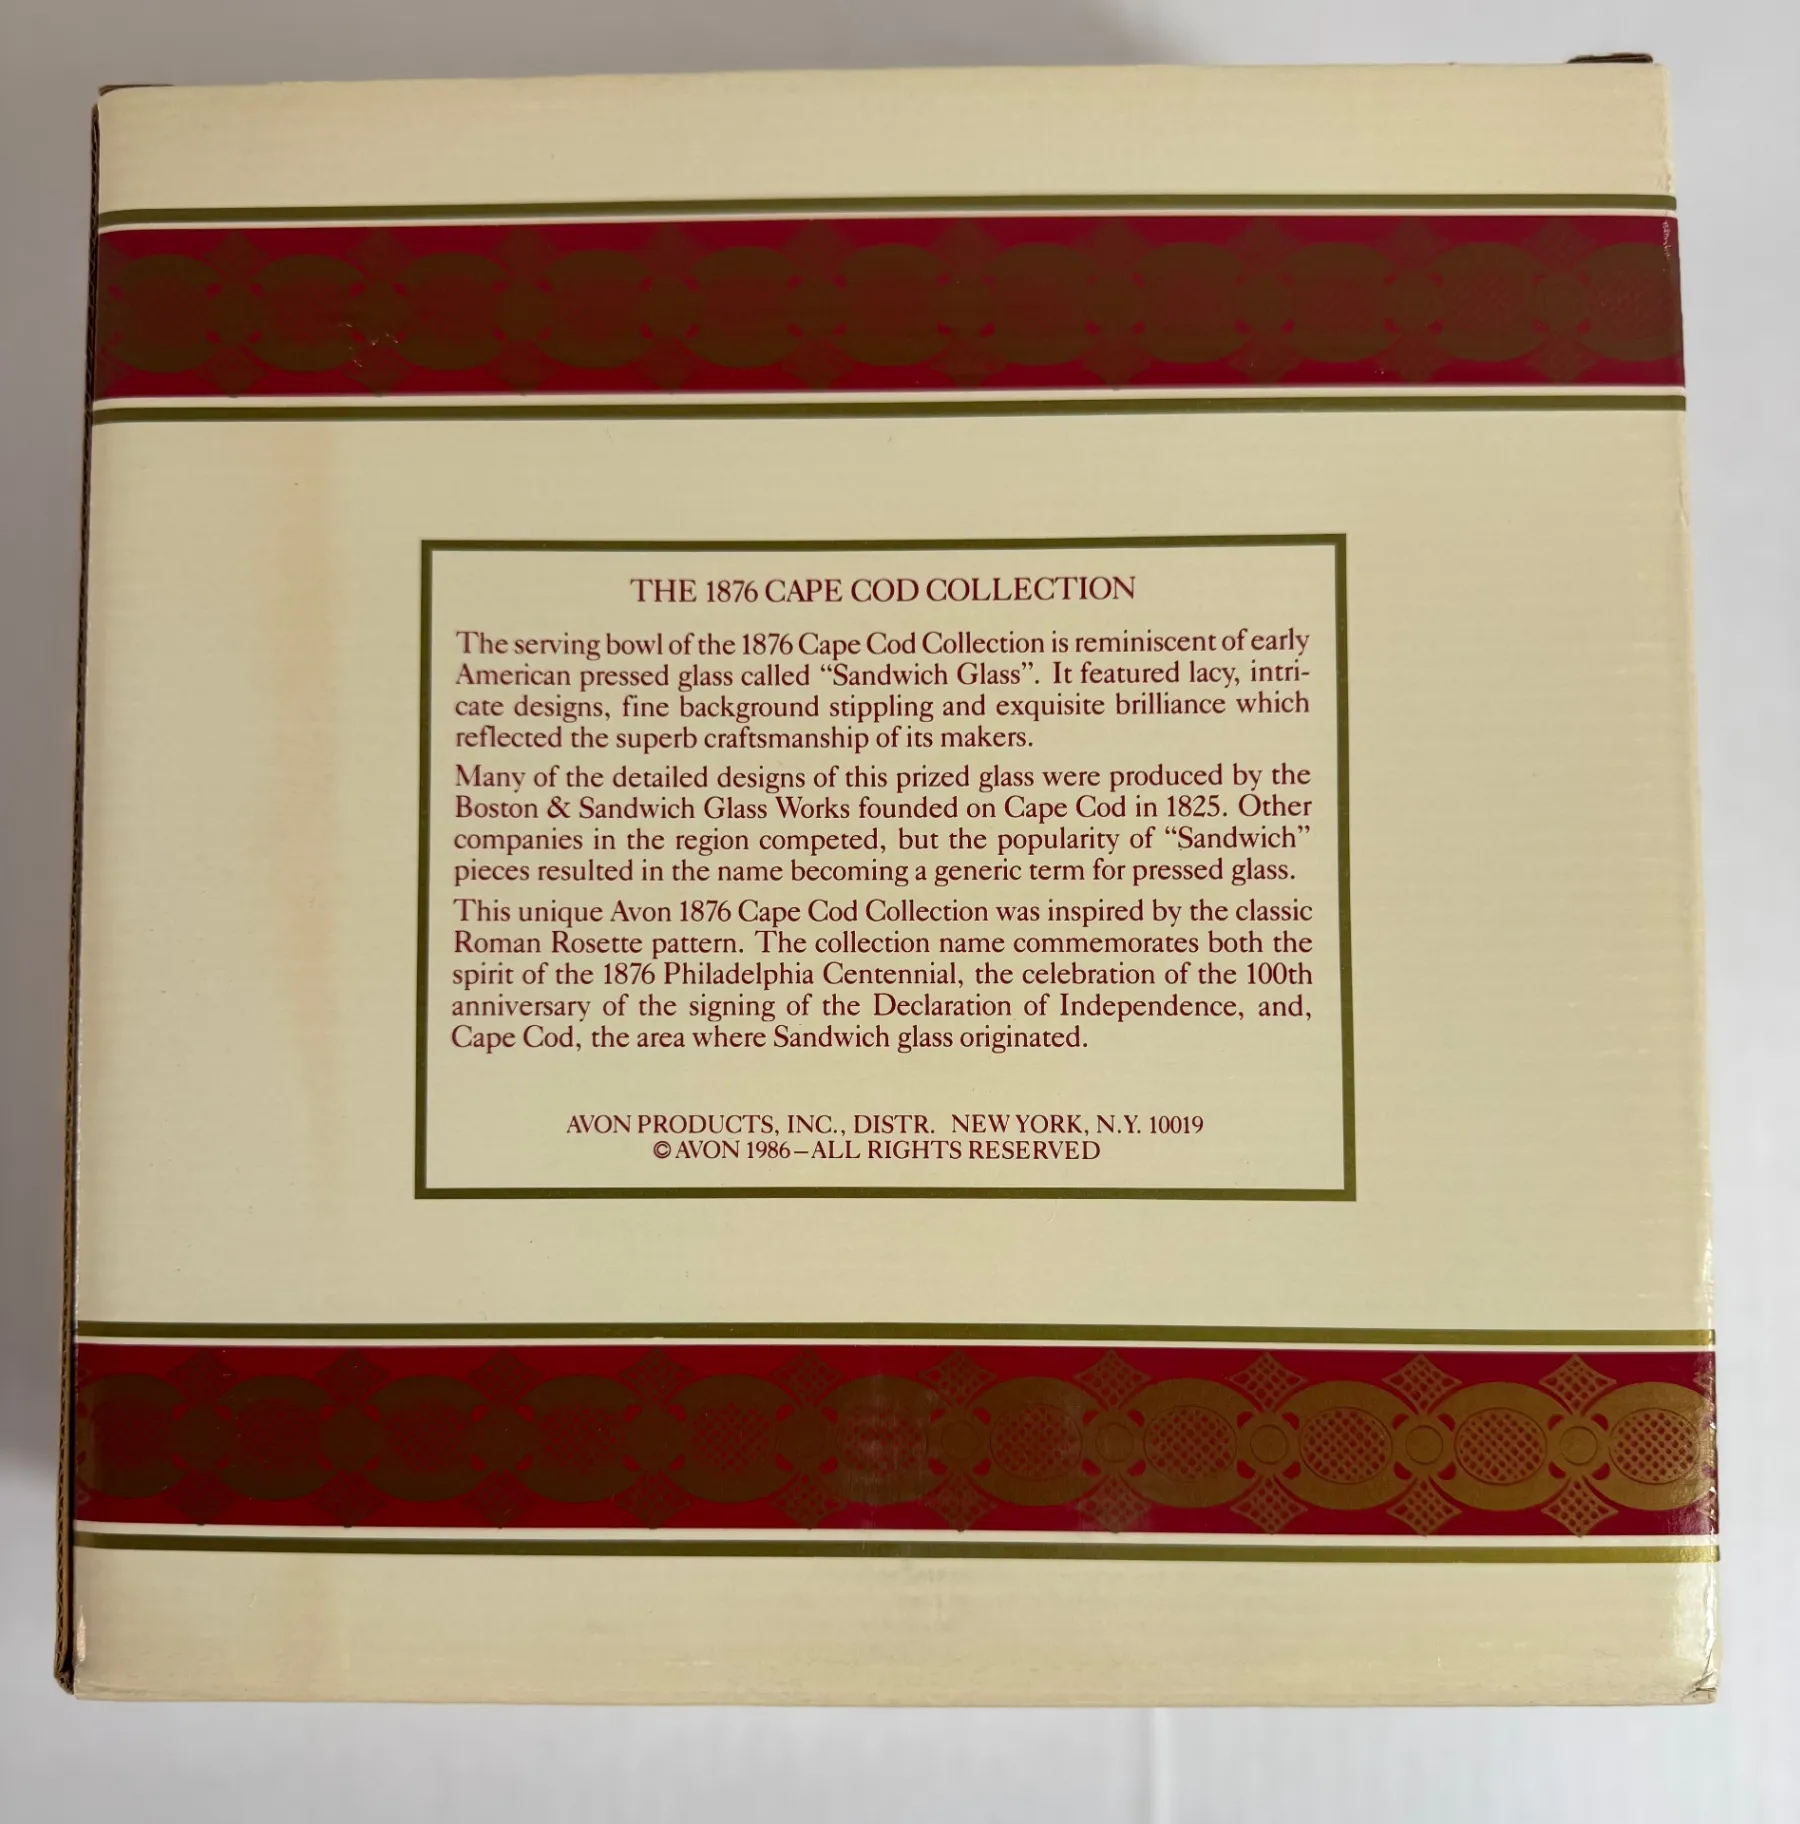 THE 1876 CAPE COD COLLECTION
The serving bowl of the 1876 Cape Cod Collection is reminiscent of early
American pressed glass called “Sandwich Glass”. It featured lacy, intri-
cate designs, fine background stippling and exquisite brilliance which
reflected the superb craftsmanship of its makers.
Many of the detailed designs of this prized glass were produced by the
Boston & Sandwich Glass Works founded on Cape Cod in 1825. Other
companies in the region competed, but the popularity of “Sandwich”
pieces resulted in the name becoming a generic term for pressed glass.
This unique Avon 1876 Cape Cod Collection was inspired by the classic
Roman Rosette pattern. The collection name commemorates both the
spirit of the 1876 Philadelphia Centennial, the celebration of the 100th
anniversary of the signing of the Declaration of Independence, and,
Cape Cod, the area where Sandwich glass originated.
AVON PRODUCTS, INC., DISTR. NEW YORK, N.Y. 10019
© AVON 1986–ALL RIGHTS RESERVED